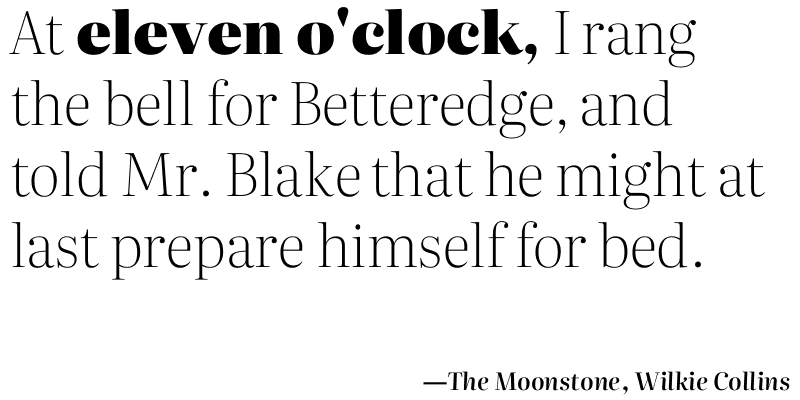 At eleven o'clock, I rang
the bell for Betteredge, and
told Mr. Blake that he might at
last prepare himself for bed.
—The Moonstone, Wilkie Collins